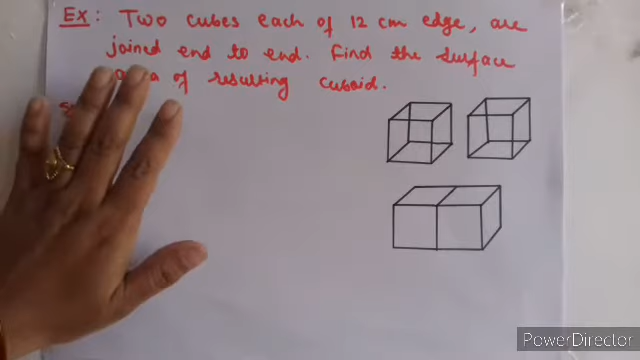 Ex: Two cubes each of 12 cm edge, are
joined end to end. Find the surface
of resulting cuboid.
PowerDirector